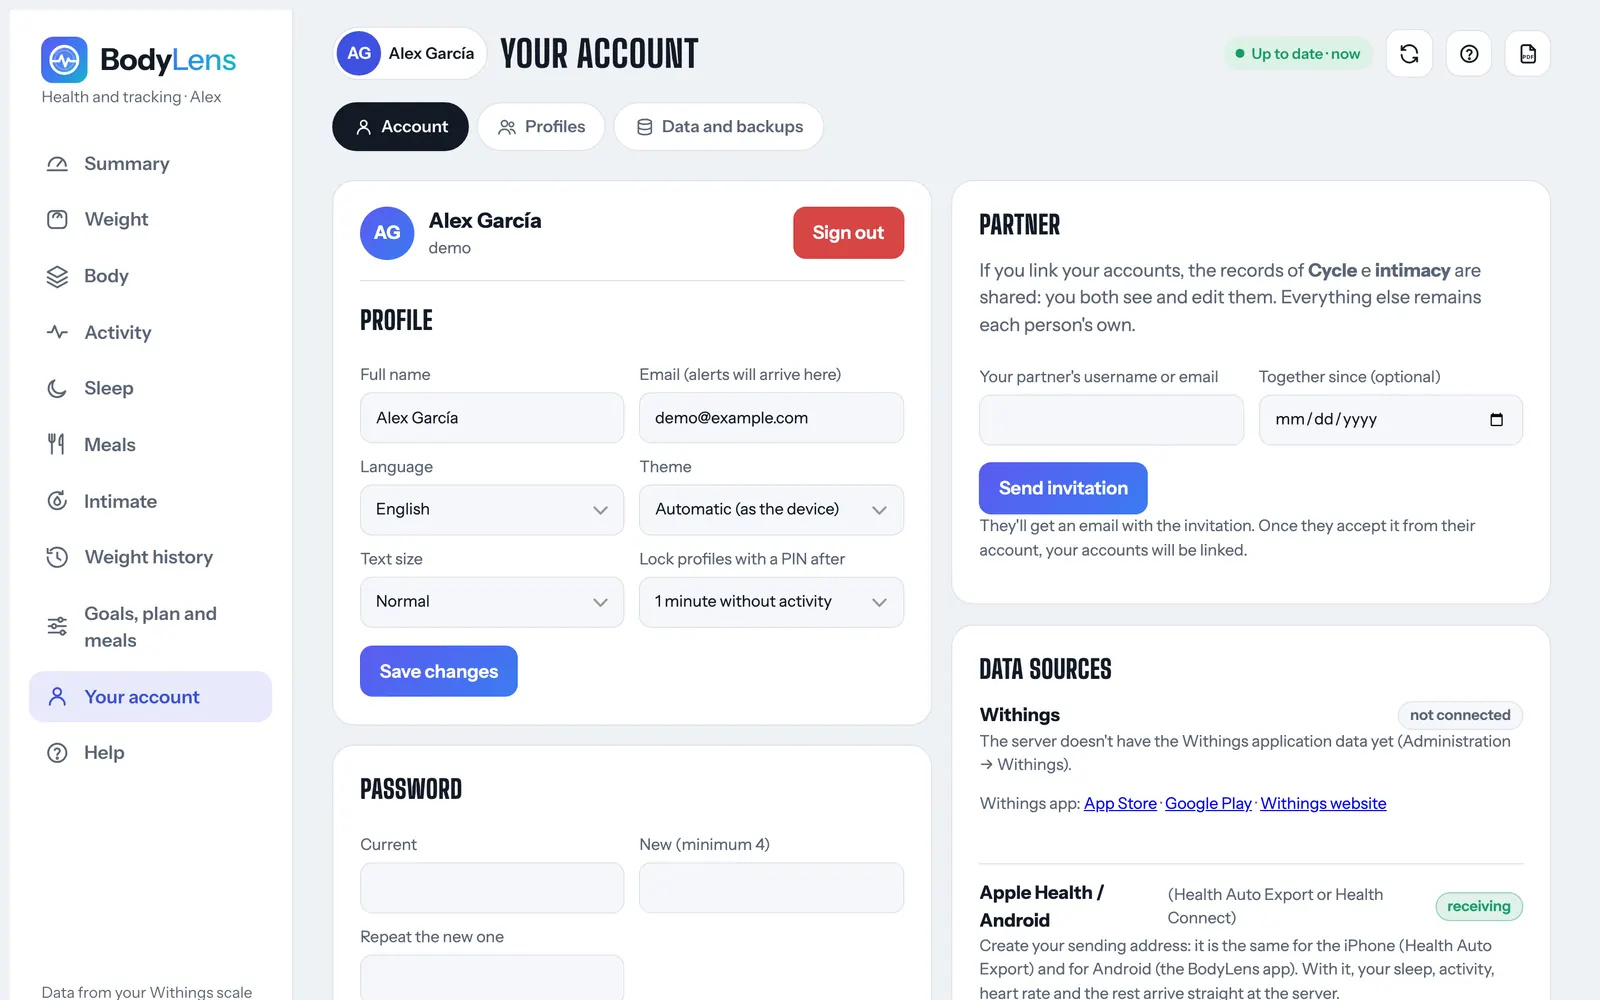 BodyLens
Health and tracking · Alex
Summary
Weight
Body
Activity
Sleep
Meals
Intimate
Weight history
Goals, plan and
meals
Your account
Help
Data from your Withings scale
AG Alex García
YOUR ACCOUNT
Up to date · now
PDF
Account
Profiles
Data and backups
AG
Alex García
demo
Sign out
PROFILE
Full name
Email (alerts will arrive here)
Alex García
demo@example.com
Language
Theme
English
Automatic (as the device)
Text size
Lock profiles with a PIN after
Normal
1 minute without activity
Save changes
PASSWORD
Current
New (minimum 4)
Repeat the new one
PARTNER
If you link your accounts, the records of Cycle e intimacy are
shared: you both see and edit them. Everything else remains
each person's own.
Your partner's username or email
Together since (optional)
mm/dd/yyyy
Send invitation
They'll get an email with the invitation. Once they accept it from their
account, your accounts will be linked.
DATA SOURCES
Withings
not connected
The server doesn't have the Withings application data yet (Administration
→ Withings).
Withings app: App Store · Google Play · Withings website
Apple Health /
Android
(Health Auto Export or Health
Connect)
receiving
Create your sending address: it is the same for the iPhone (Health Auto
Export) and for Android (the BodyLens app). With it, your sleep, activity,
heart rate and the rest arrive straight at the server.